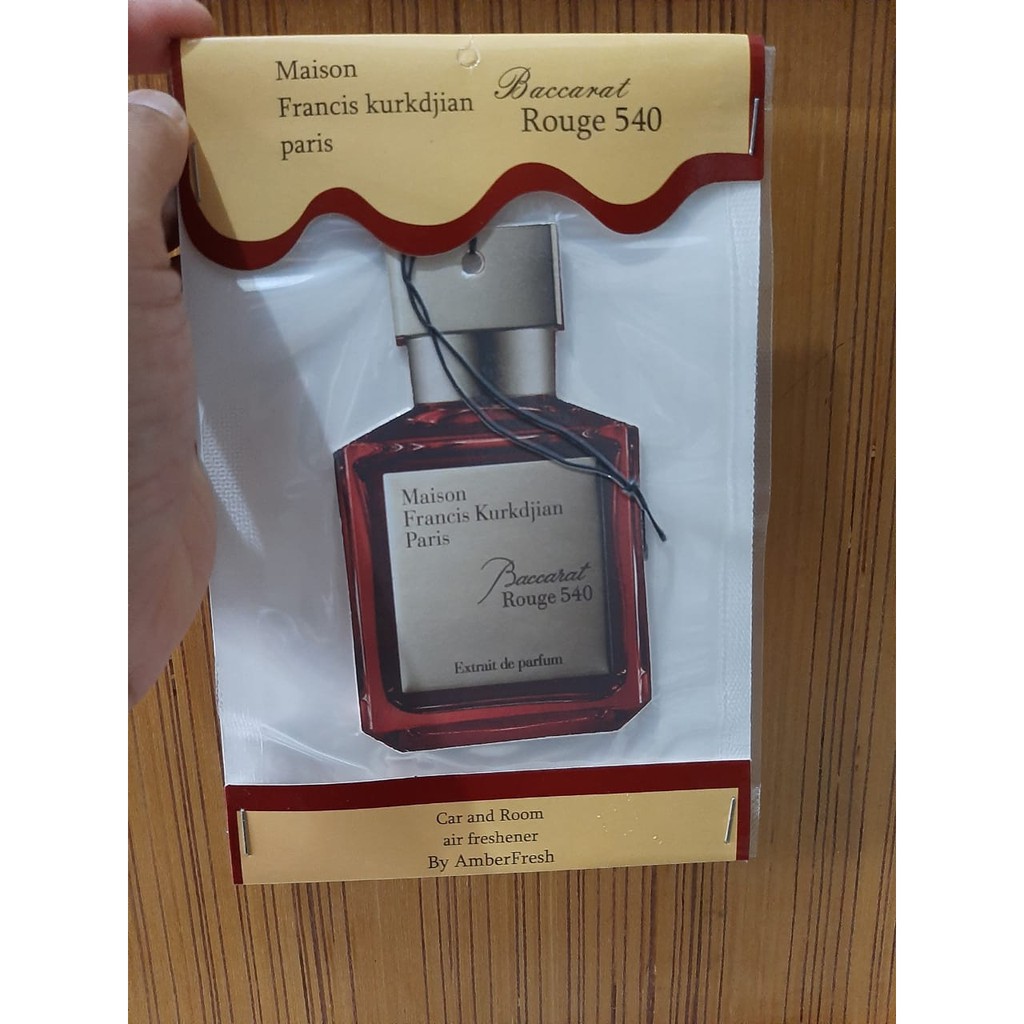 Maison
Francis kurkdjian
paris
Baccarat
Rouge 540
Maison
Francis Kurkdjian
Paris
Baccarat
Rouge 540
Extrait de parfum
Car and Room
air freshener
By AmberFresh